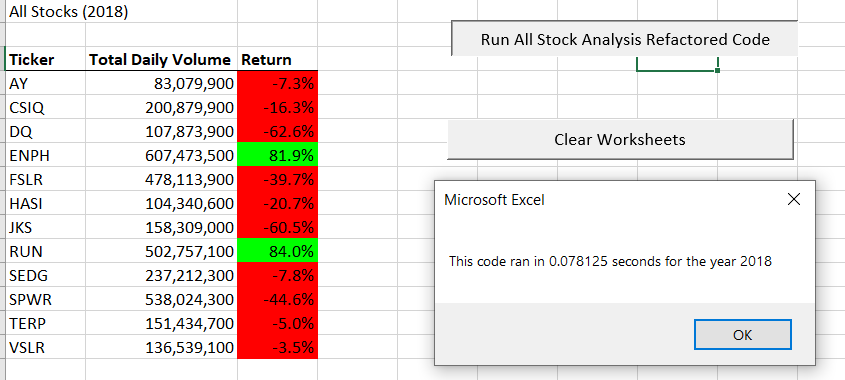 All Stocks (2018)
Run All Stock Analysis Refactored Code
Ticker Total Daily Volume Return
AY 83,079,900 -7.3%
CSIQ 200,879,900 -16.3%
DQ 107,873,900 -62.6%
ENPH 607,473,500 81.9%
FSLR 478,113,900 -39.7%
HASI 104,340,600 -20.7%
JKS 158,309,000 -60.5%
RUN 502,757,100 84.0%
SEDG 237,212,300 -7.8%
SPWR 538,024,300 -44.6%
TERP 151,434,700 -5.0%
VSLR 136,539,100 -3.5%
Clear Worksheets
Microsoft Excel
This code ran in 0.078125 seconds for the year 2018
OK